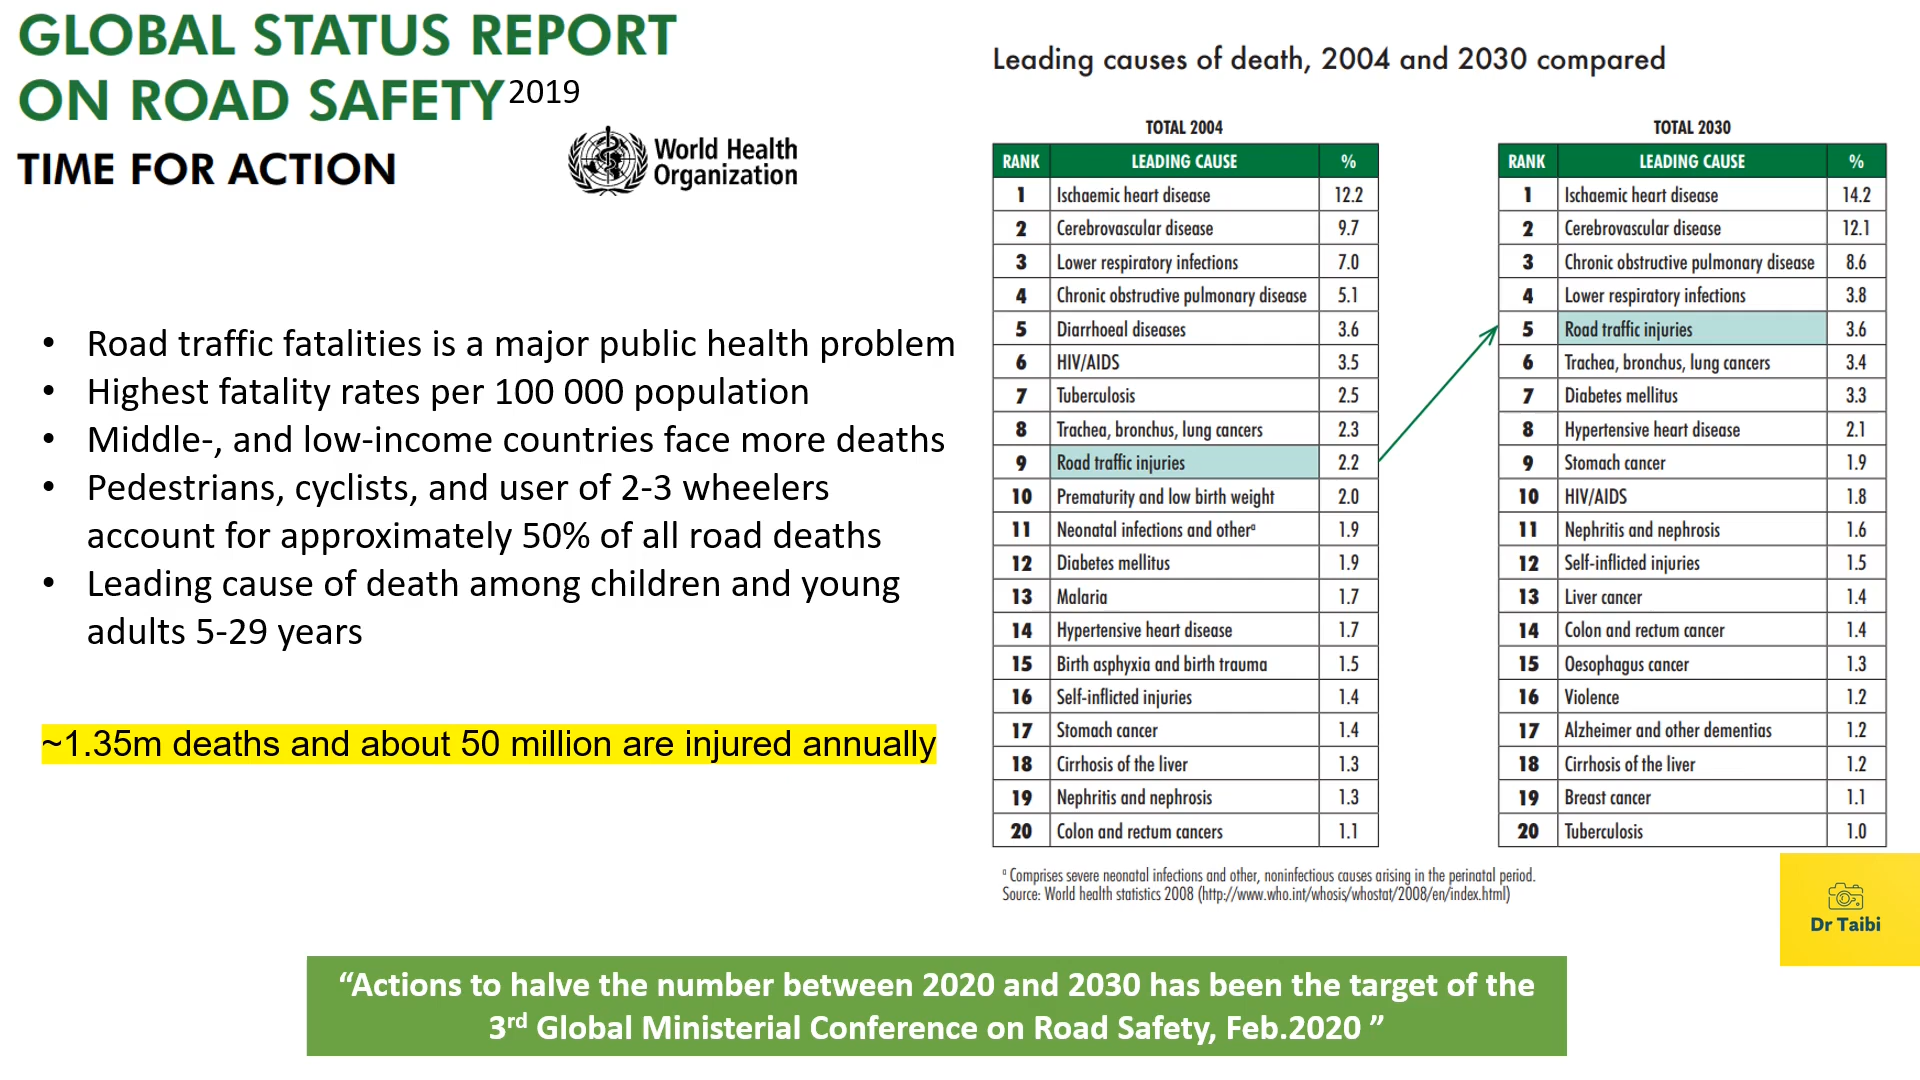 GLOBAL STATUS REPORT
ON ROAD SAFETY 2019
TIME FOR ACTION
World Health
Organization
• Road traffic fatalities is a major public health problem
• Highest fatality rates per 100 000 population
• Middle-, and low-income countries face more deaths
• Pedestrians, cyclists, and user of 2-3 wheelers
account for approximately 50% of all road deaths
• Leading cause of death among children and young
adults 5-29 years
~1.35m deaths and about 50 million are injured annually
Leading causes of death, 2004 and 2030 compared
TOTAL 2004
RANK LEADING CAUSE %
1 Ischaemic heart disease 12.2
2 Cerebrovascular disease 9.7
3 Lower respiratory infections 7.0
4 Chronic obstructive pulmonary disease 5.1
5 Diarrhoeal diseases 3.6
6 HIV/AIDS 3.5
7 Tuberculosis 2.5
8 Trachea, bronchus, lung cancers 2.3
9 Road traffic injuries 2.2
10 Prematurity and low birth weight 2.0
11 Neonatal infections and otherᵃ 1.9
12 Diabetes mellitus 1.9
13 Malaria 1.7
14 Hypertensive heart disease 1.7
15 Birth asphyxia and birth trauma 1.5
16 Self-inflicted injuries 1.4
17 Stomach cancer 1.4
18 Cirrhosis of the liver 1.3
19 Nephritis and nephrosis 1.3
20 Colon and rectum cancers 1.1
TOTAL 2030
RANK LEADING CAUSE %
1 Ischaemic heart disease 14.2
2 Cerebrovascular disease 12.1
3 Chronic obstructive pulmonary disease 8.6
4 Lower respiratory infections 3.8
5 Road traffic injuries 3.6
6 Trachea, bronchus, lung cancers 3.4
7 Diabetes mellitus 3.3
8 Hypertensive heart disease 2.1
9 Stomach cancer 1.9
10 HIV/AIDS 1.8
11 Nephritis and nephrosis 1.6
12 Self-inflicted injuries 1.5
13 Liver cancer 1.4
14 Colon and rectum cancer 1.4
15 Oesophagus cancer 1.3
16 Violence 1.2
17 Alzheimer and other dementias 1.2
18 Cirrhosis of the liver 1.2
19 Breast cancer 1.1
20 Tuberculosis 1.0
ᵃ Comprises severe neonatal infections and other, noninfectious causes arising in the perinatal period.
Source: World health statistics 2008 (http://www.who.int/whosis/whostat/2008/en/index.html)
Dr Taibi
“Actions to halve the number between 2020 and 2030 has been the target of the
3rd Global Ministerial Conference on Road Safety, Feb.2020 ”